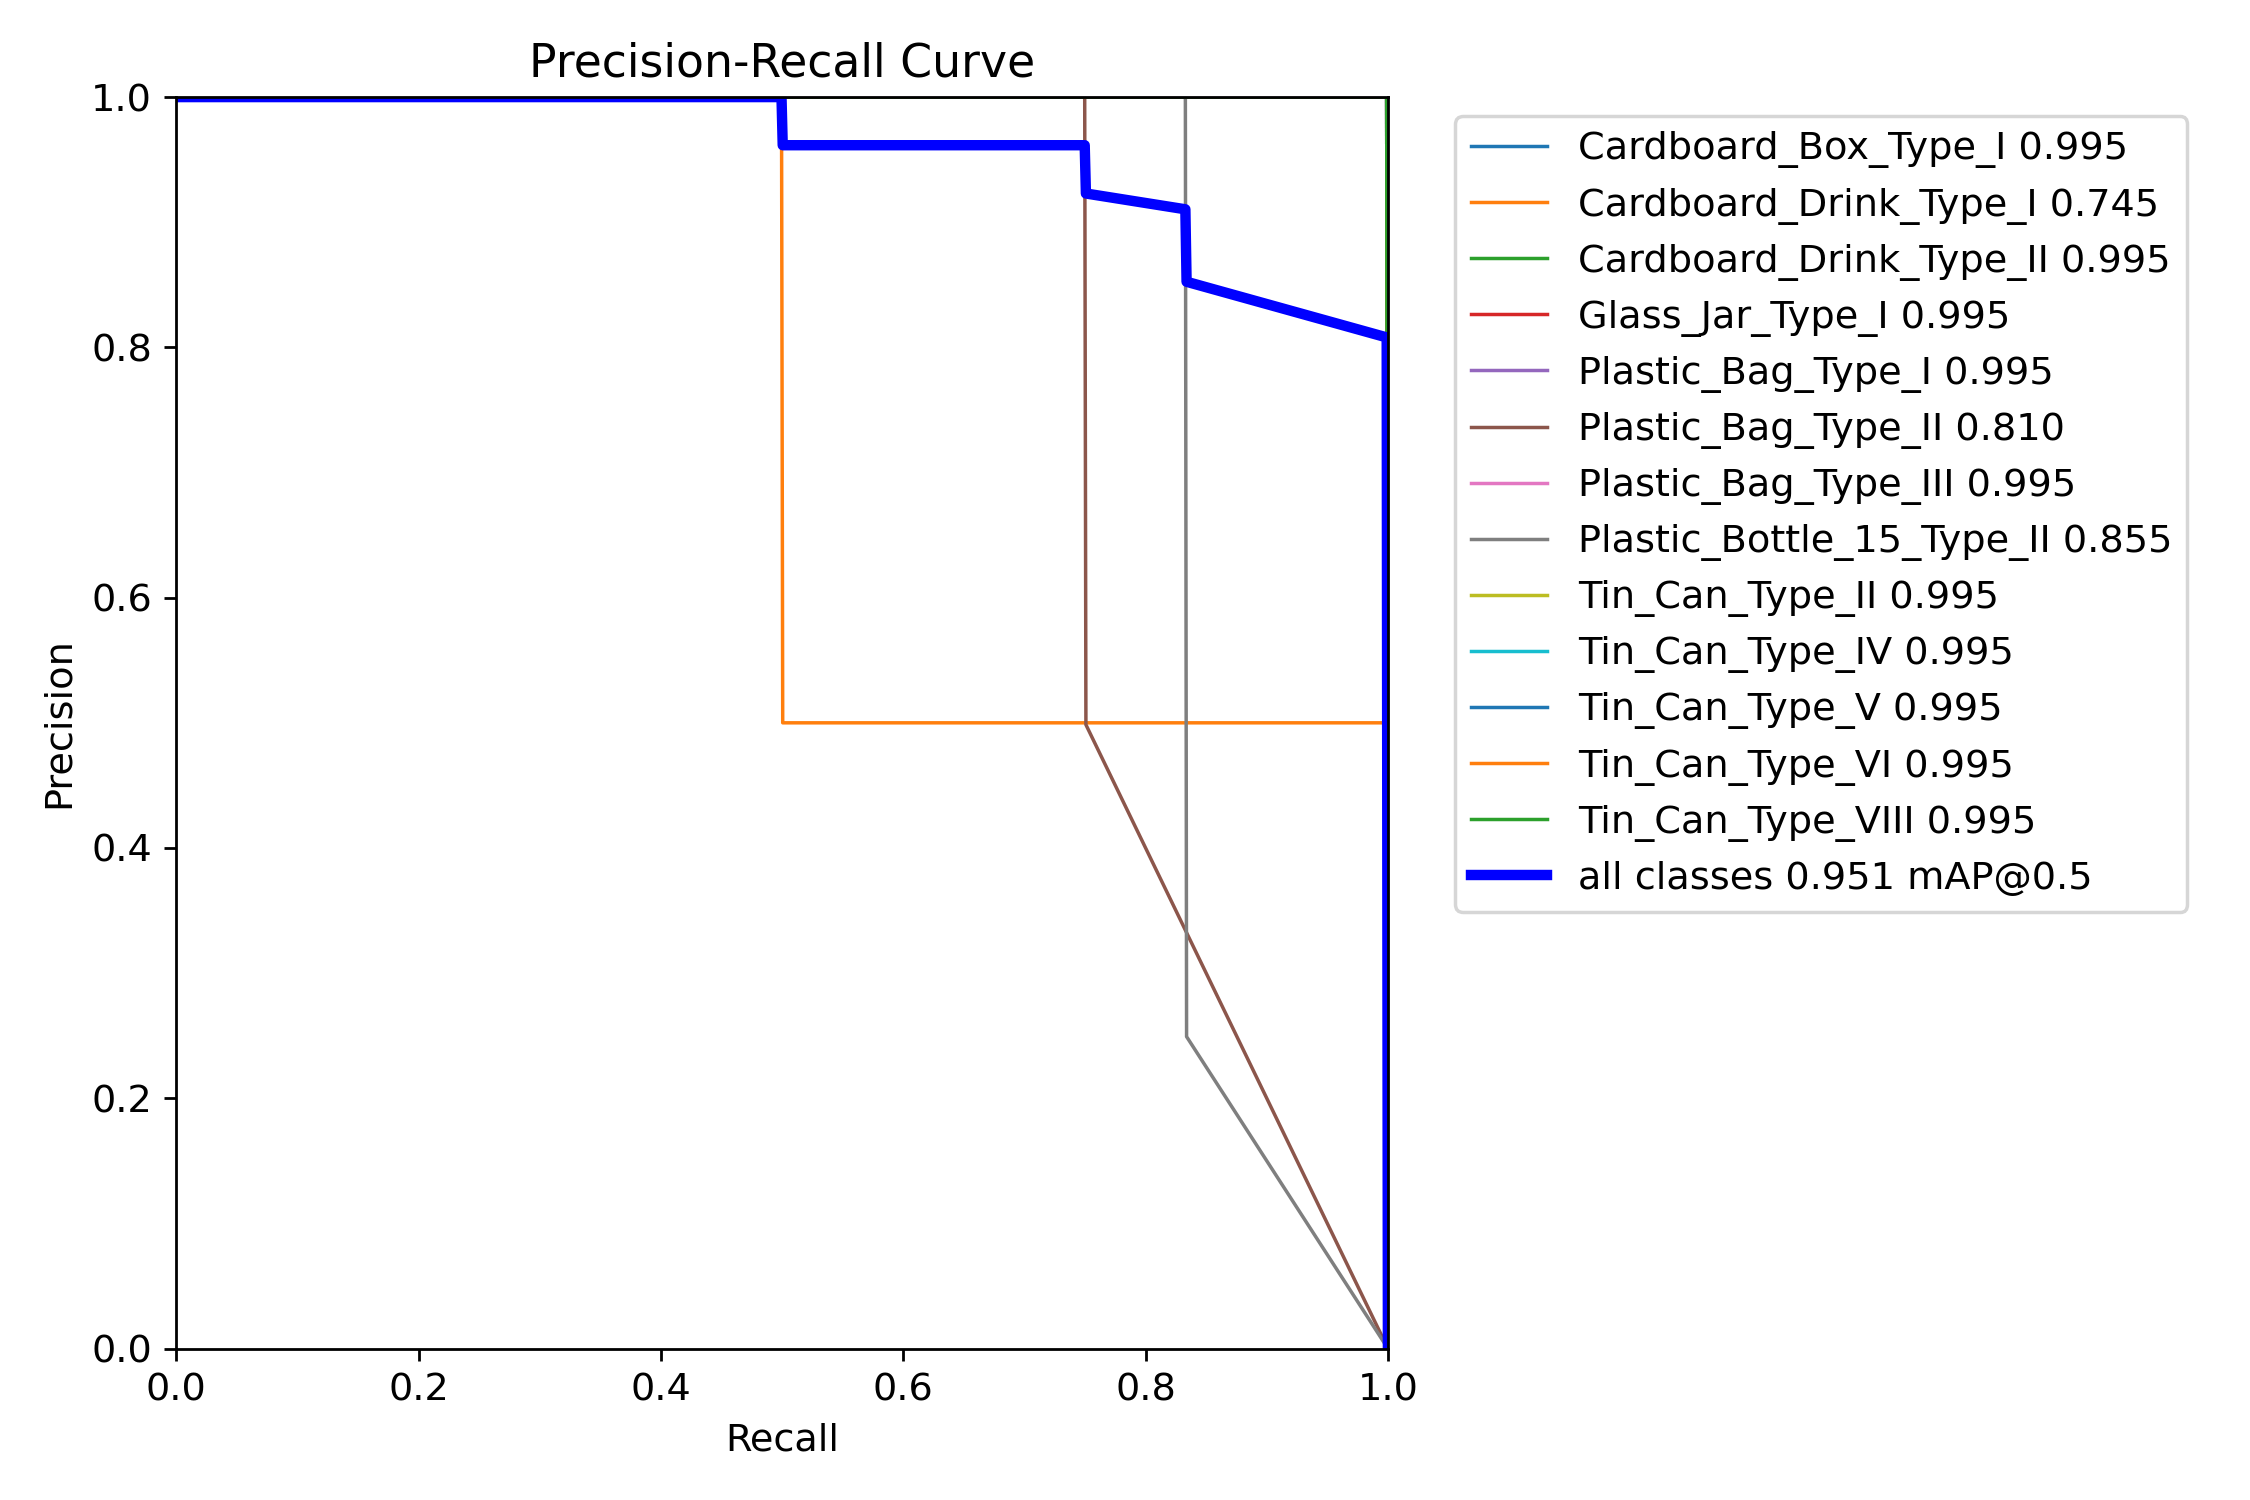 Precision-Recall Curve
1.0
0.8
0.6
0.4
0.2
0.0
Precision
0.0 0.2 0.4 0.6 0.8 1.0
Recall
Cardboard_Box_Type_I 0.995
Cardboard_Drink_Type_I 0.745
Cardboard_Drink_Type_II 0.995
Glass_Jar_Type_I 0.995
Plastic_Bag_Type_I 0.995
Plastic_Bag_Type_II 0.810
Plastic_Bag_Type_III 0.995
Plastic_Bottle_15_Type_II 0.855
Tin_Can_Type_II 0.995
Tin_Can_Type_IV 0.995
Tin_Can_Type_V 0.995
Tin_Can_Type_VI 0.995
Tin_Can_Type_VIII 0.995
all classes 0.951 mAP@0.5